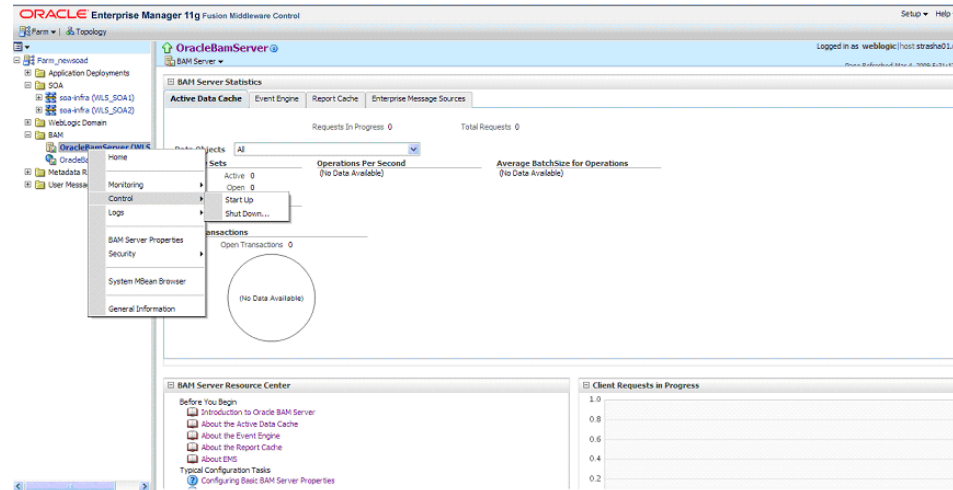 ORACLE Enterprise Manager 11g Fusion Middleware Control
Setup Help
Farm Topology
Farm_newsoad
Application Deployments
SOA
soa-infra (WLS_SOA1)
soa-infra (WLS_SOA2)
WebLogic Domain
BAM
OracleBamServer (WLS
OracleBa
Metadata R
User Messa
Home
Monitoring
Control
Logs
BAM Server Properties
Security
System MBean Browser
General Information
Start Up
Shut Down...
OracleBamServer
Logged in as weblogic|host strasha01.
BAM Server
BAM Server Statistics
Active Data Cache Event Engine Report Cache Enterprise Message Sources
Requests In Progress 0 Total Requests 0
Data Objects All
Sets Operations Per Second Average BatchSize for Operations
Active 0 (No Data Available) (No Data Available)
Open 0
ansactions
Open Transactions 0
(No Data Available)
BAM Server Resource Center
Before You Begin
Introduction to Oracle BAM Server
About the Active Data Cache
About the Event Engine
About the Report Cache
About EMS
Typical Configuration Tasks
Configuring Basic BAM Server Properties
Client Requests in Progress
1.0
0.8
0.6
0.4
0.2